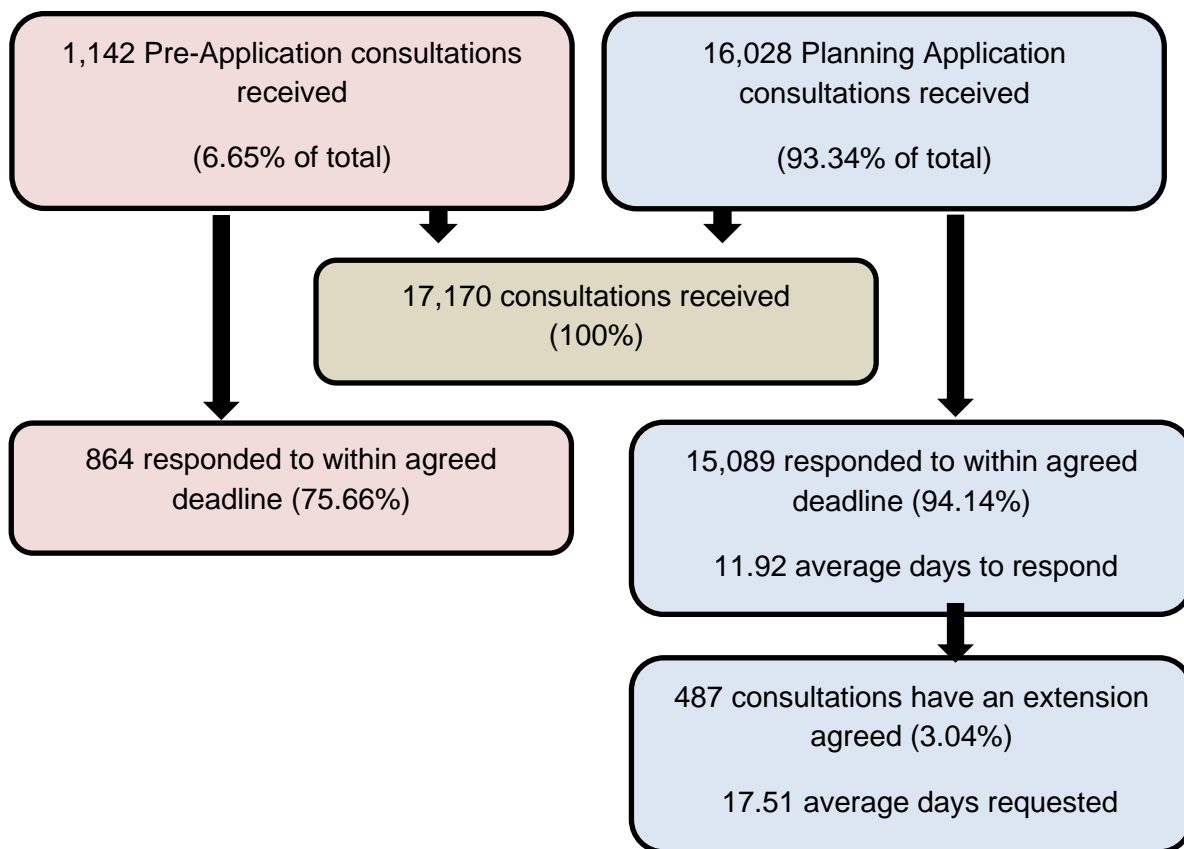 1,142 Pre-Application consultations
received
(6.65% of total)
16,028 Planning Application
consultations received
(93.34% of total)
17,170 consultations received
(100%)
864 responded to within agreed
deadline (75.66%)
15,089 responded to within agreed
deadline (94.14%)
11.92 average days to respond
487 consultations have an extension
agreed (3.04%)
17.51 average days requested